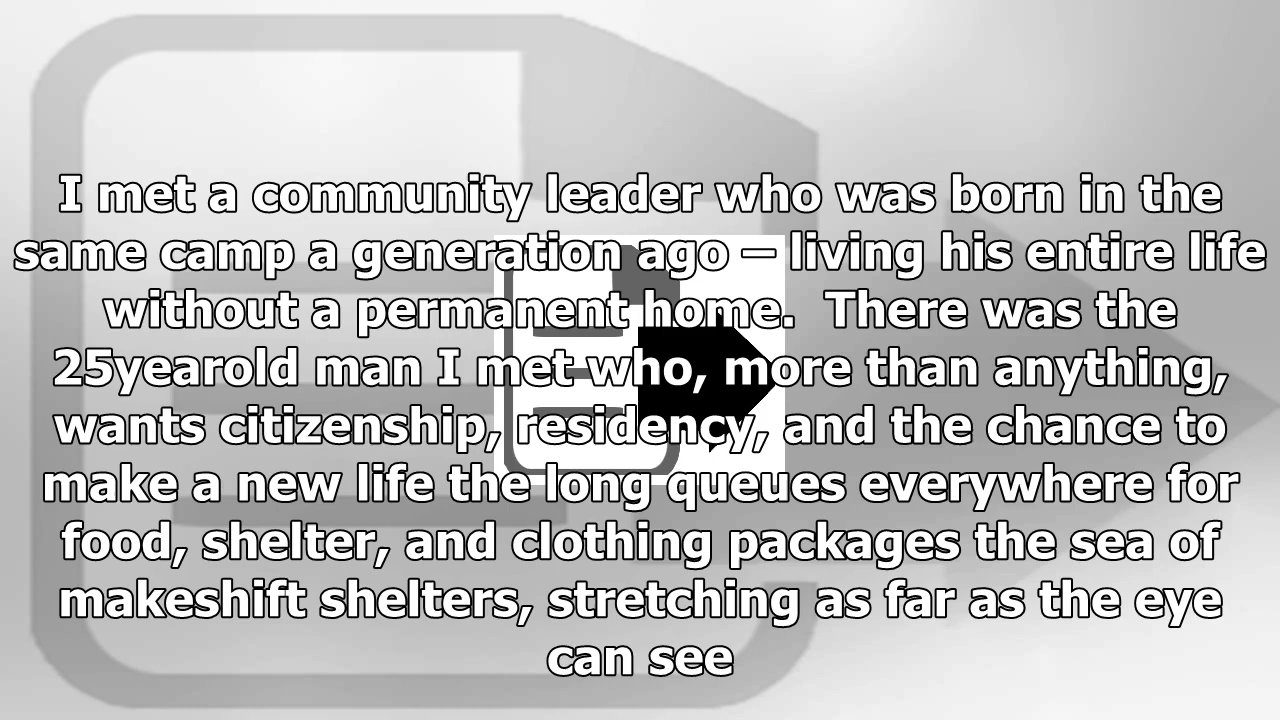 I met a community leader who was born in the
same camp a generation ago – living his entire life
without a permanent home.  There was the
25yearold man I met who, more than anything,
wants citizenship, residency, and the chance to
make a new life the long queues everywhere for
food, shelter, and clothing packages the sea of
makeshift shelters, stretching as far as the eye
can see